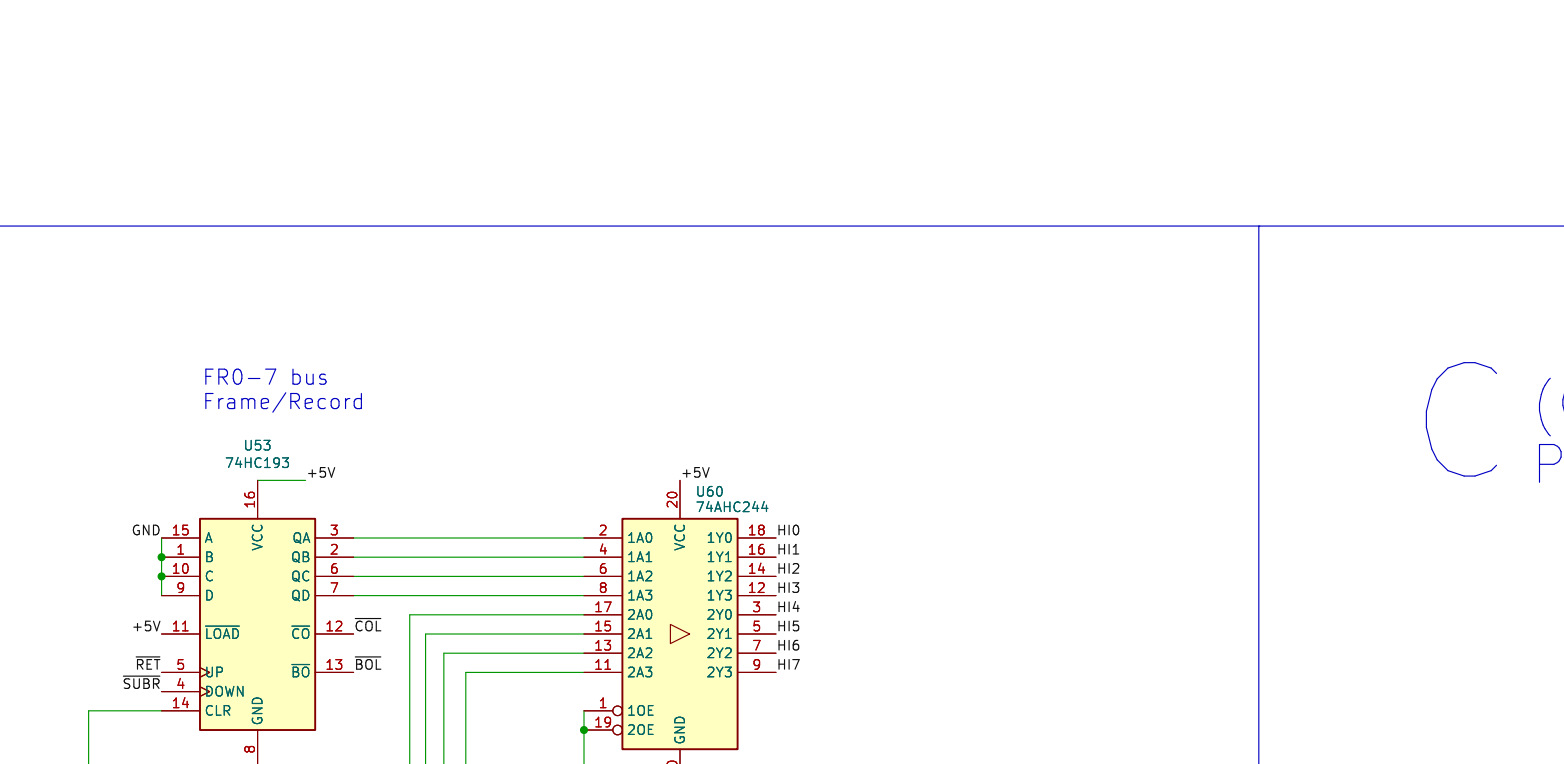 FR0-7 bus
Frame/Record
U53
74HC193
+5V
16
VCC
GND 15 A QA 3
1 B QB 2
10 C QC 6
9 D QD 7
+5V 11 LOAD CO 12 COL
RET 5 UP BO 13 BOL
SUBR 4 DOWN
14 CLR
GND
8
+5V
U60
74AHC244
20
VCC
2 1A0 1Y0 18 HI0
4 1A1 1Y1 16 HI1
6 1A2 1Y2 14 HI2
8 1A3 1Y3 12 HI3
17 2A0 2Y0 3 HI4
15 2A1 2Y1 5 HI5
13 2A2 2Y2 7 HI6
11 2A3 2Y3 9 HI7
1 1OE
19 2OE
GND
C (
P